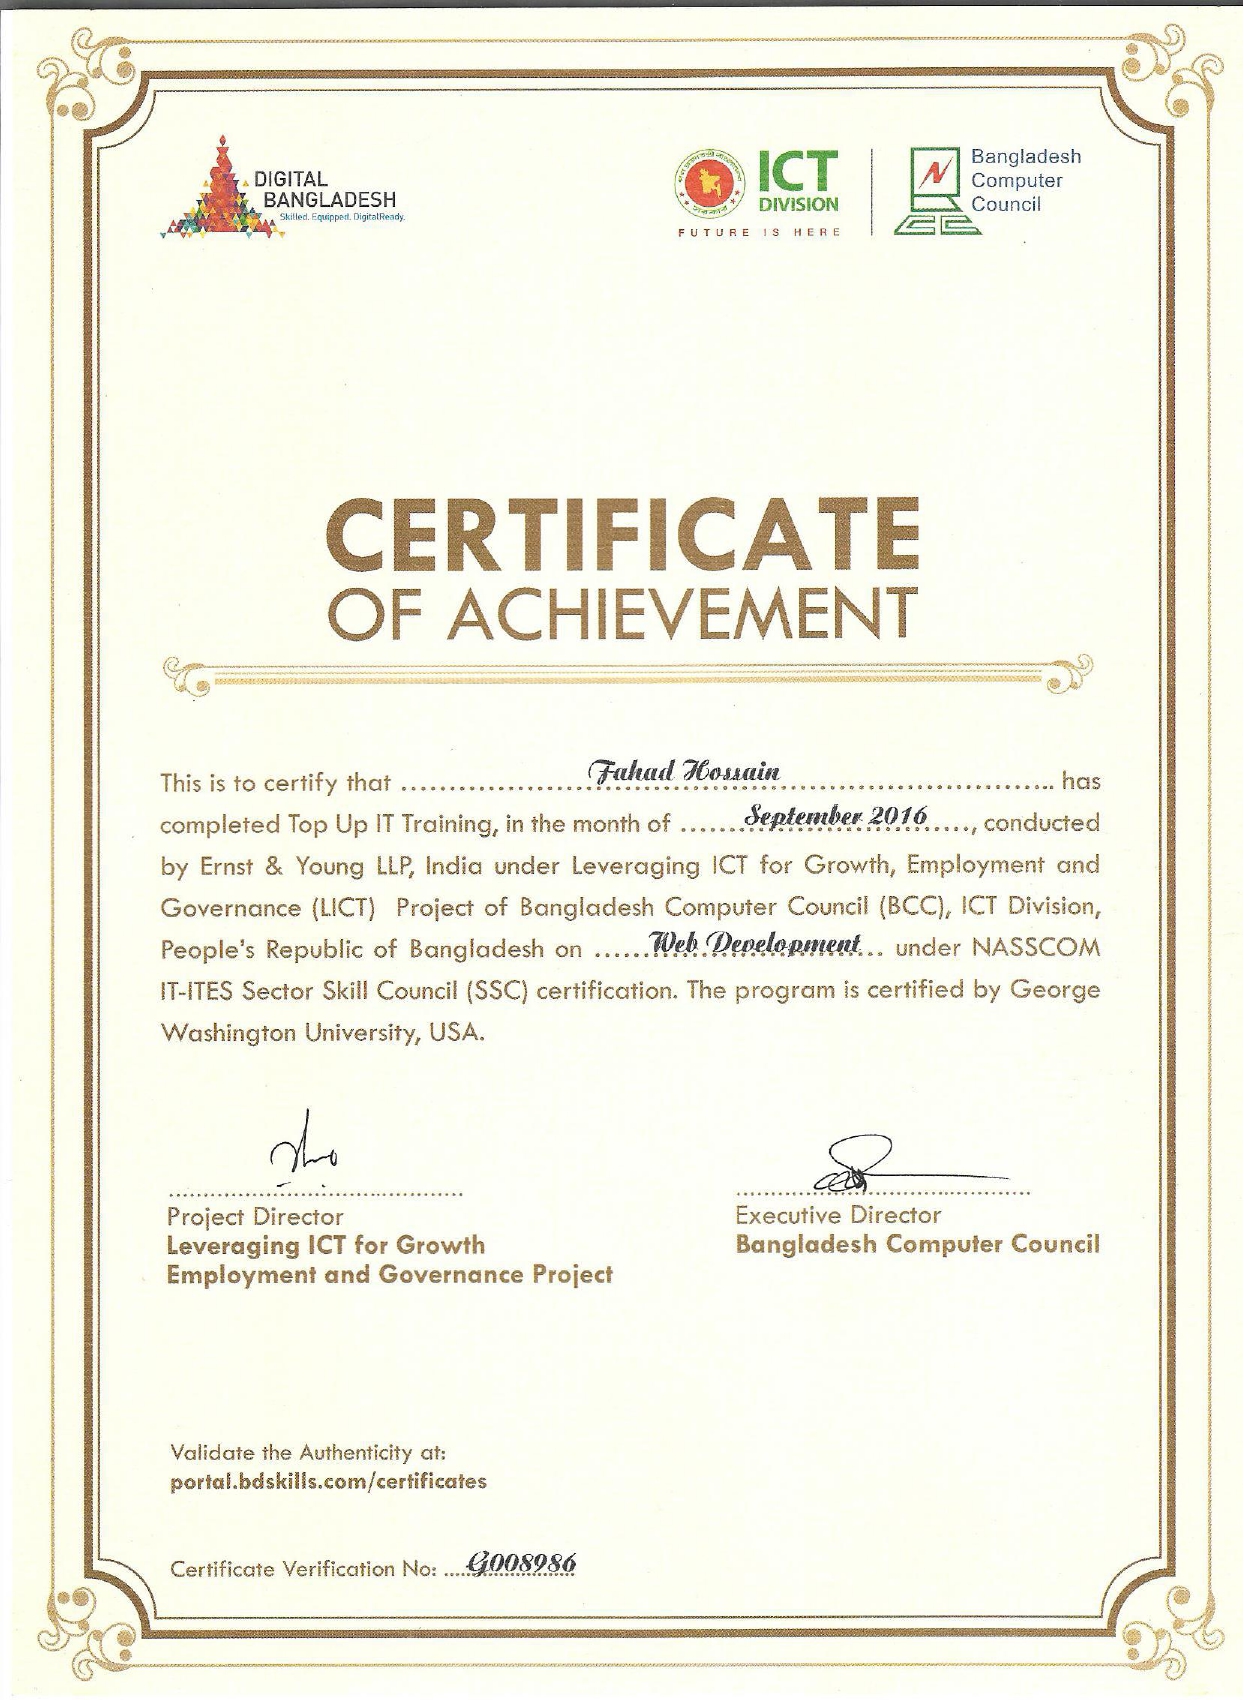 DIGITAL
BANGLADESH
Skilled. Equipped. DigitalReady.
ICT
DIVISION
FUTURE IS HERE
Bangladesh
Computer
Council
CERTIFICATE
OF ACHIEVEMENT
This is to certify that ........ Fahad Hossain ........ has
completed Top Up IT Training, in the month of ....... September 2016 ....., conducted
by Ernst & Young LLP, India under Leveraging ICT for Growth, Employment and
Governance (LICT) Project of Bangladesh Computer Council (BCC), ICT Division,
People's Republic of Bangladesh on ...... Web Development ... under NASSCOM
IT-ITES Sector Skill Council (SSC) certification. The program is certified by George
Washington University, USA.
Project Director
Leveraging ICT for Growth
Employment and Governance Project
Executive Director
Bangladesh Computer Council
Validate the Authenticity at:
portal.bdskills.com/certificates
Certificate Verification No: .... G008986